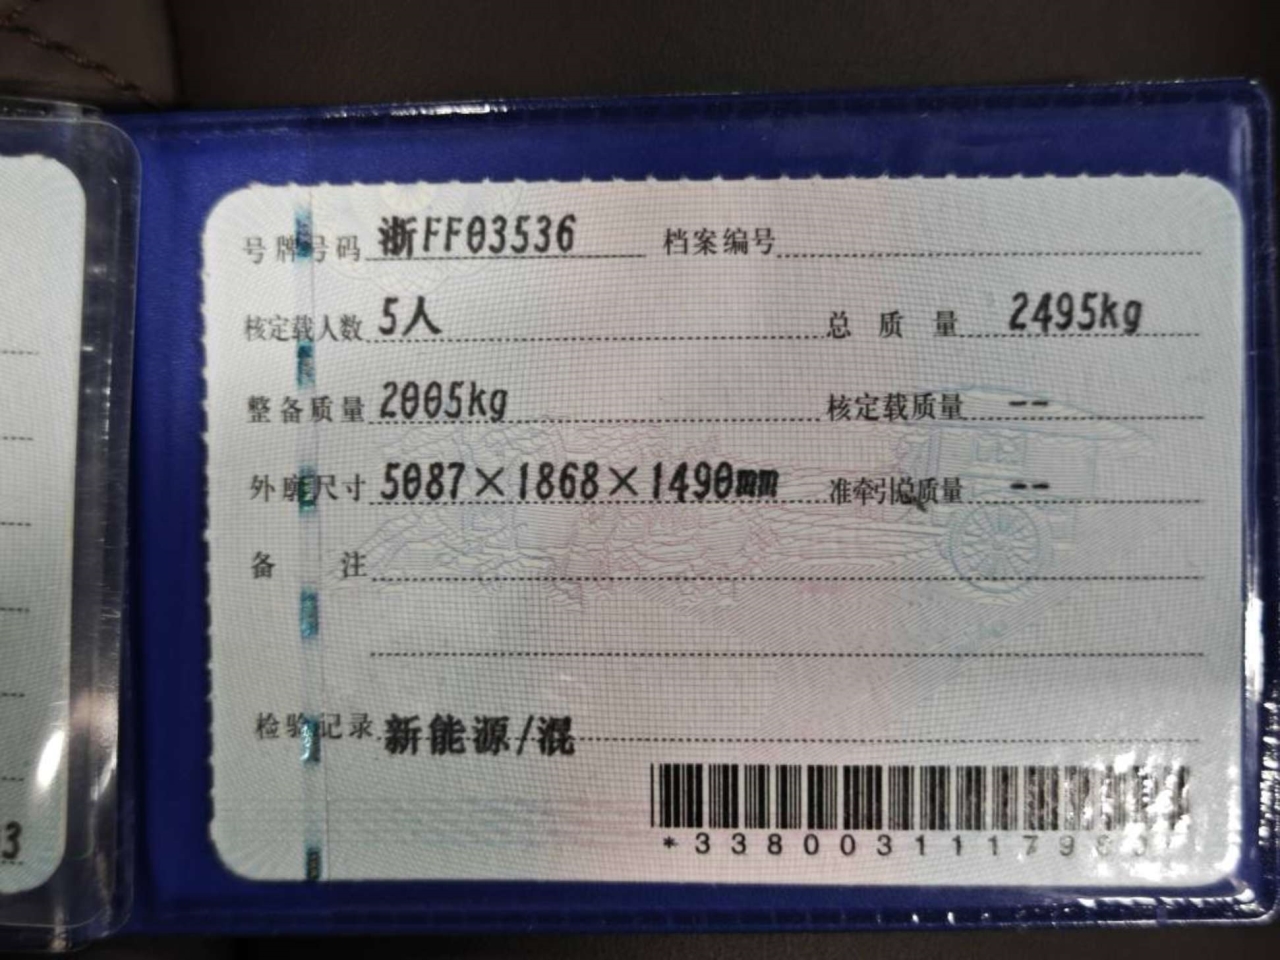 号牌号码 浙FF03536 档案编号
核定载人数 5人 总质量 2495kg
整备质量 2005kg 核定载质量 --
外廓尺寸 5087×1868×1490mm 准牵引总质量 --
备注
检验记录 新能源/混
*33800311179
3